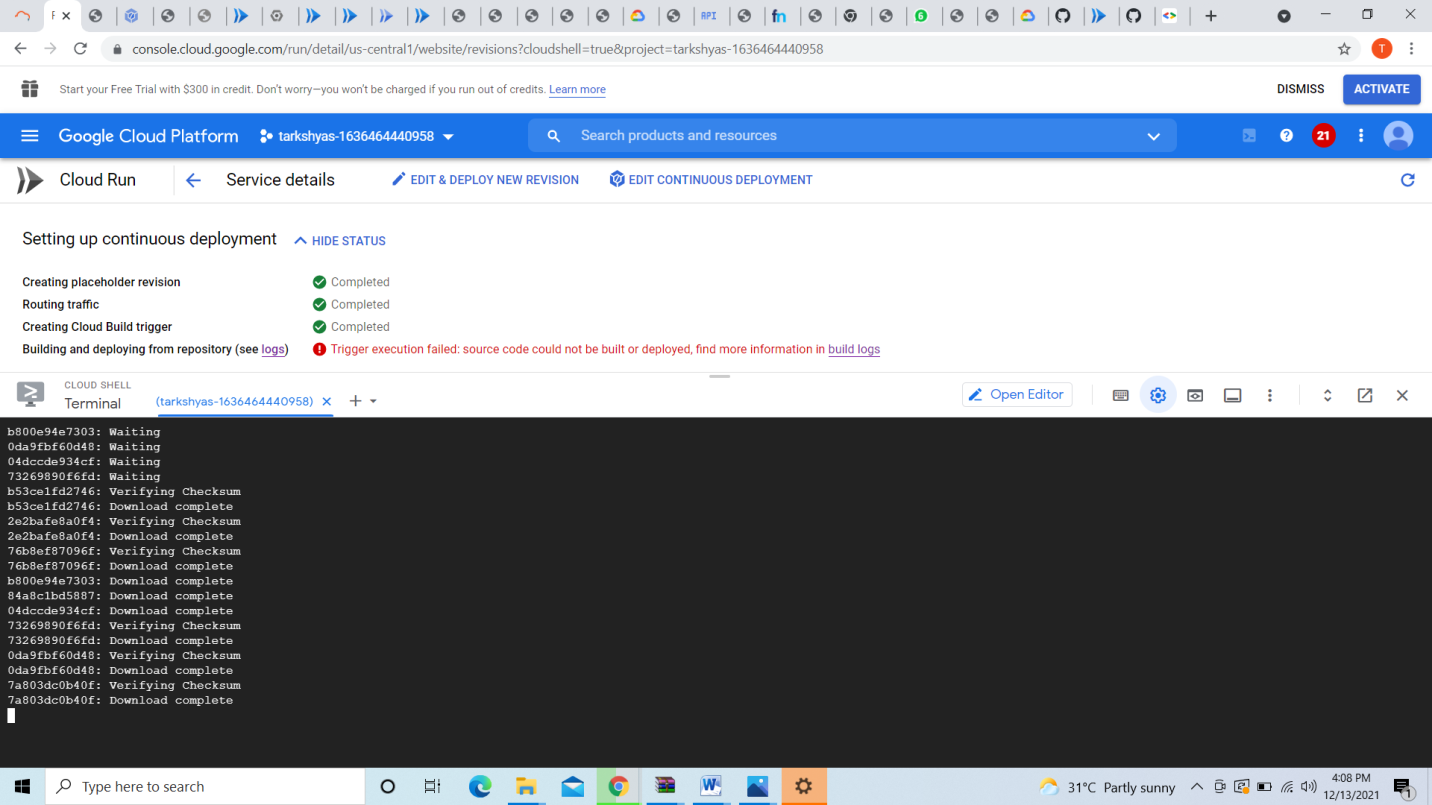 F
API
fn
6
console.cloud.google.com/run/detail/us-central1/website/revisions?cloudshell=true&project=tarkshyas-1636464440958
T
Start your Free Trial with $300 in credit. Don't worry—you won't be charged if you run out of credits. Learn more
DISMISS
ACTIVATE
Google Cloud Platform
tarkshyas-1636464440958
Search products and resources
21
Cloud Run
Service details
EDIT & DEPLOY NEW REVISION
EDIT CONTINUOUS DEPLOYMENT
Setting up continuous deployment
HIDE STATUS
Creating placeholder revision Completed
Routing traffic Completed
Creating Cloud Build trigger Completed
Building and deploying from repository (see logs) Trigger execution failed: source code could not be built or deployed, find more information in build logs
CLOUD SHELL
Terminal
(tarkshyas-1636464440958)
Open Editor
b800e94e7303: Waiting
0da9fbf60d48: Waiting
04dccde934cf: Waiting
73269890f6fd: Waiting
b53ce1fd2746: Verifying Checksum
b53ce1fd2746: Download complete
2e2bafe8a0f4: Verifying Checksum
2e2bafe8a0f4: Download complete
76b8ef87096f: Verifying Checksum
76b8ef87096f: Download complete
b800e94e7303: Download complete
84a8c1bd5887: Download complete
04dccde934cf: Download complete
73269890f6fd: Verifying Checksum
73269890f6fd: Download complete
0da9fbf60d48: Verifying Checksum
0da9fbf60d48: Download complete
7a803dc0b40f: Verifying Checksum
7a803dc0b40f: Download complete
Type here to search
31°C Partly sunny
4:08 PM
12/13/2021
1